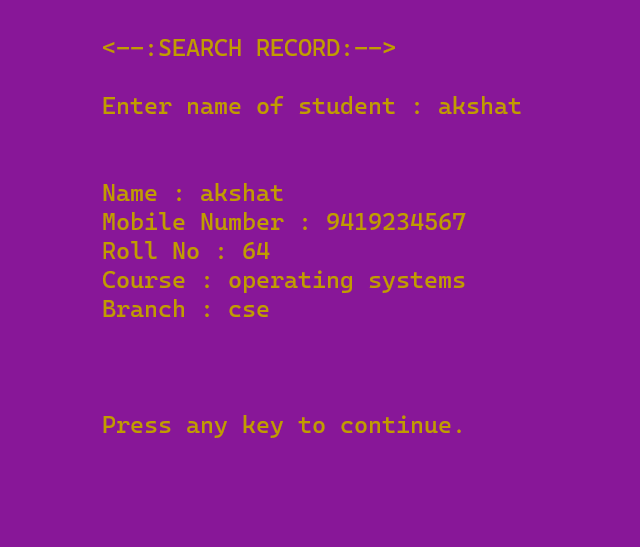 <--:SEARCH RECORD:-->
Enter name of student : akshat
Name : akshat
Mobile Number : 9419234567
Roll No : 64
Course : operating systems
Branch : cse
Press any key to continue.